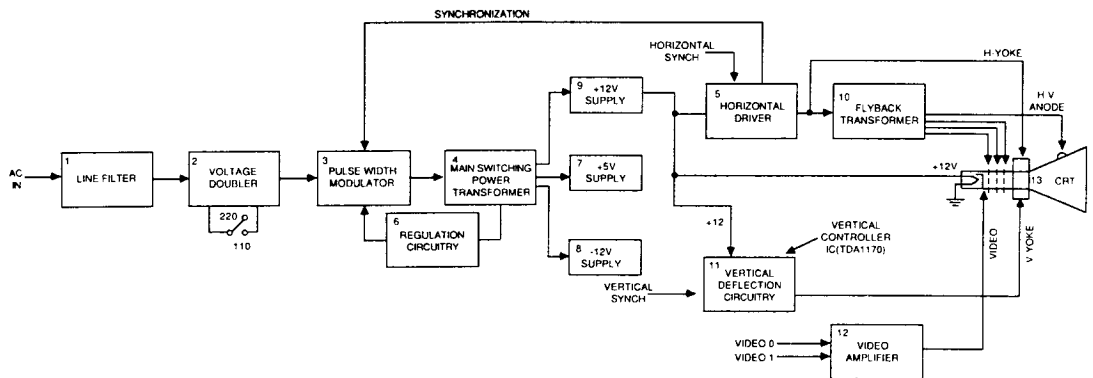 SYNCHRONIZATION
HORIZONTAL
SYNCH
H-YOKE
H V
ANODE
9
+12V
SUPPLY
5
HORIZONTAL
DRIVER
10
FLYBACK
TRANSFORMER
AC
IN
1
LINE FILTER
2
VOLTAGE
DOUBLER
220
110
3
PULSE WIDTH
MODULATOR
4
MAIN SWITCHING
POWER
TRANSFORMER
7
+5V
SUPPLY
6
REGULATION
CIRCUITRY
8
-12V
SUPPLY
+12V
13
CRT
+12
VERTICAL
CONTROLLER
IC(TDA1170)
VIDEO
V YOKE
VERTICAL
SYNCH
11
VERTICAL
DEFLECTION
CIRCUITRY
VIDEO 0
VIDEO 1
12
VIDEO
AMPLIFIER